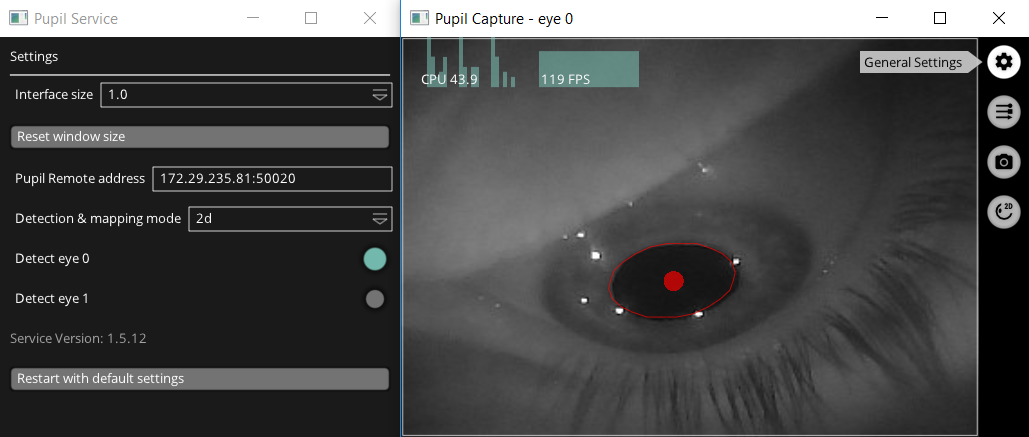 Pupil Service
Settings
Interface size 1.0
Reset window size
Pupil Remote address 172.29.235.81:50020
Detection & mapping mode 2d
Detect eye 0
Detect eye 1
Service Version: 1.5.12
Restart with default settings
Pupil Capture - eye 0
CPU 43.9 119 FPS
General Settings
2D